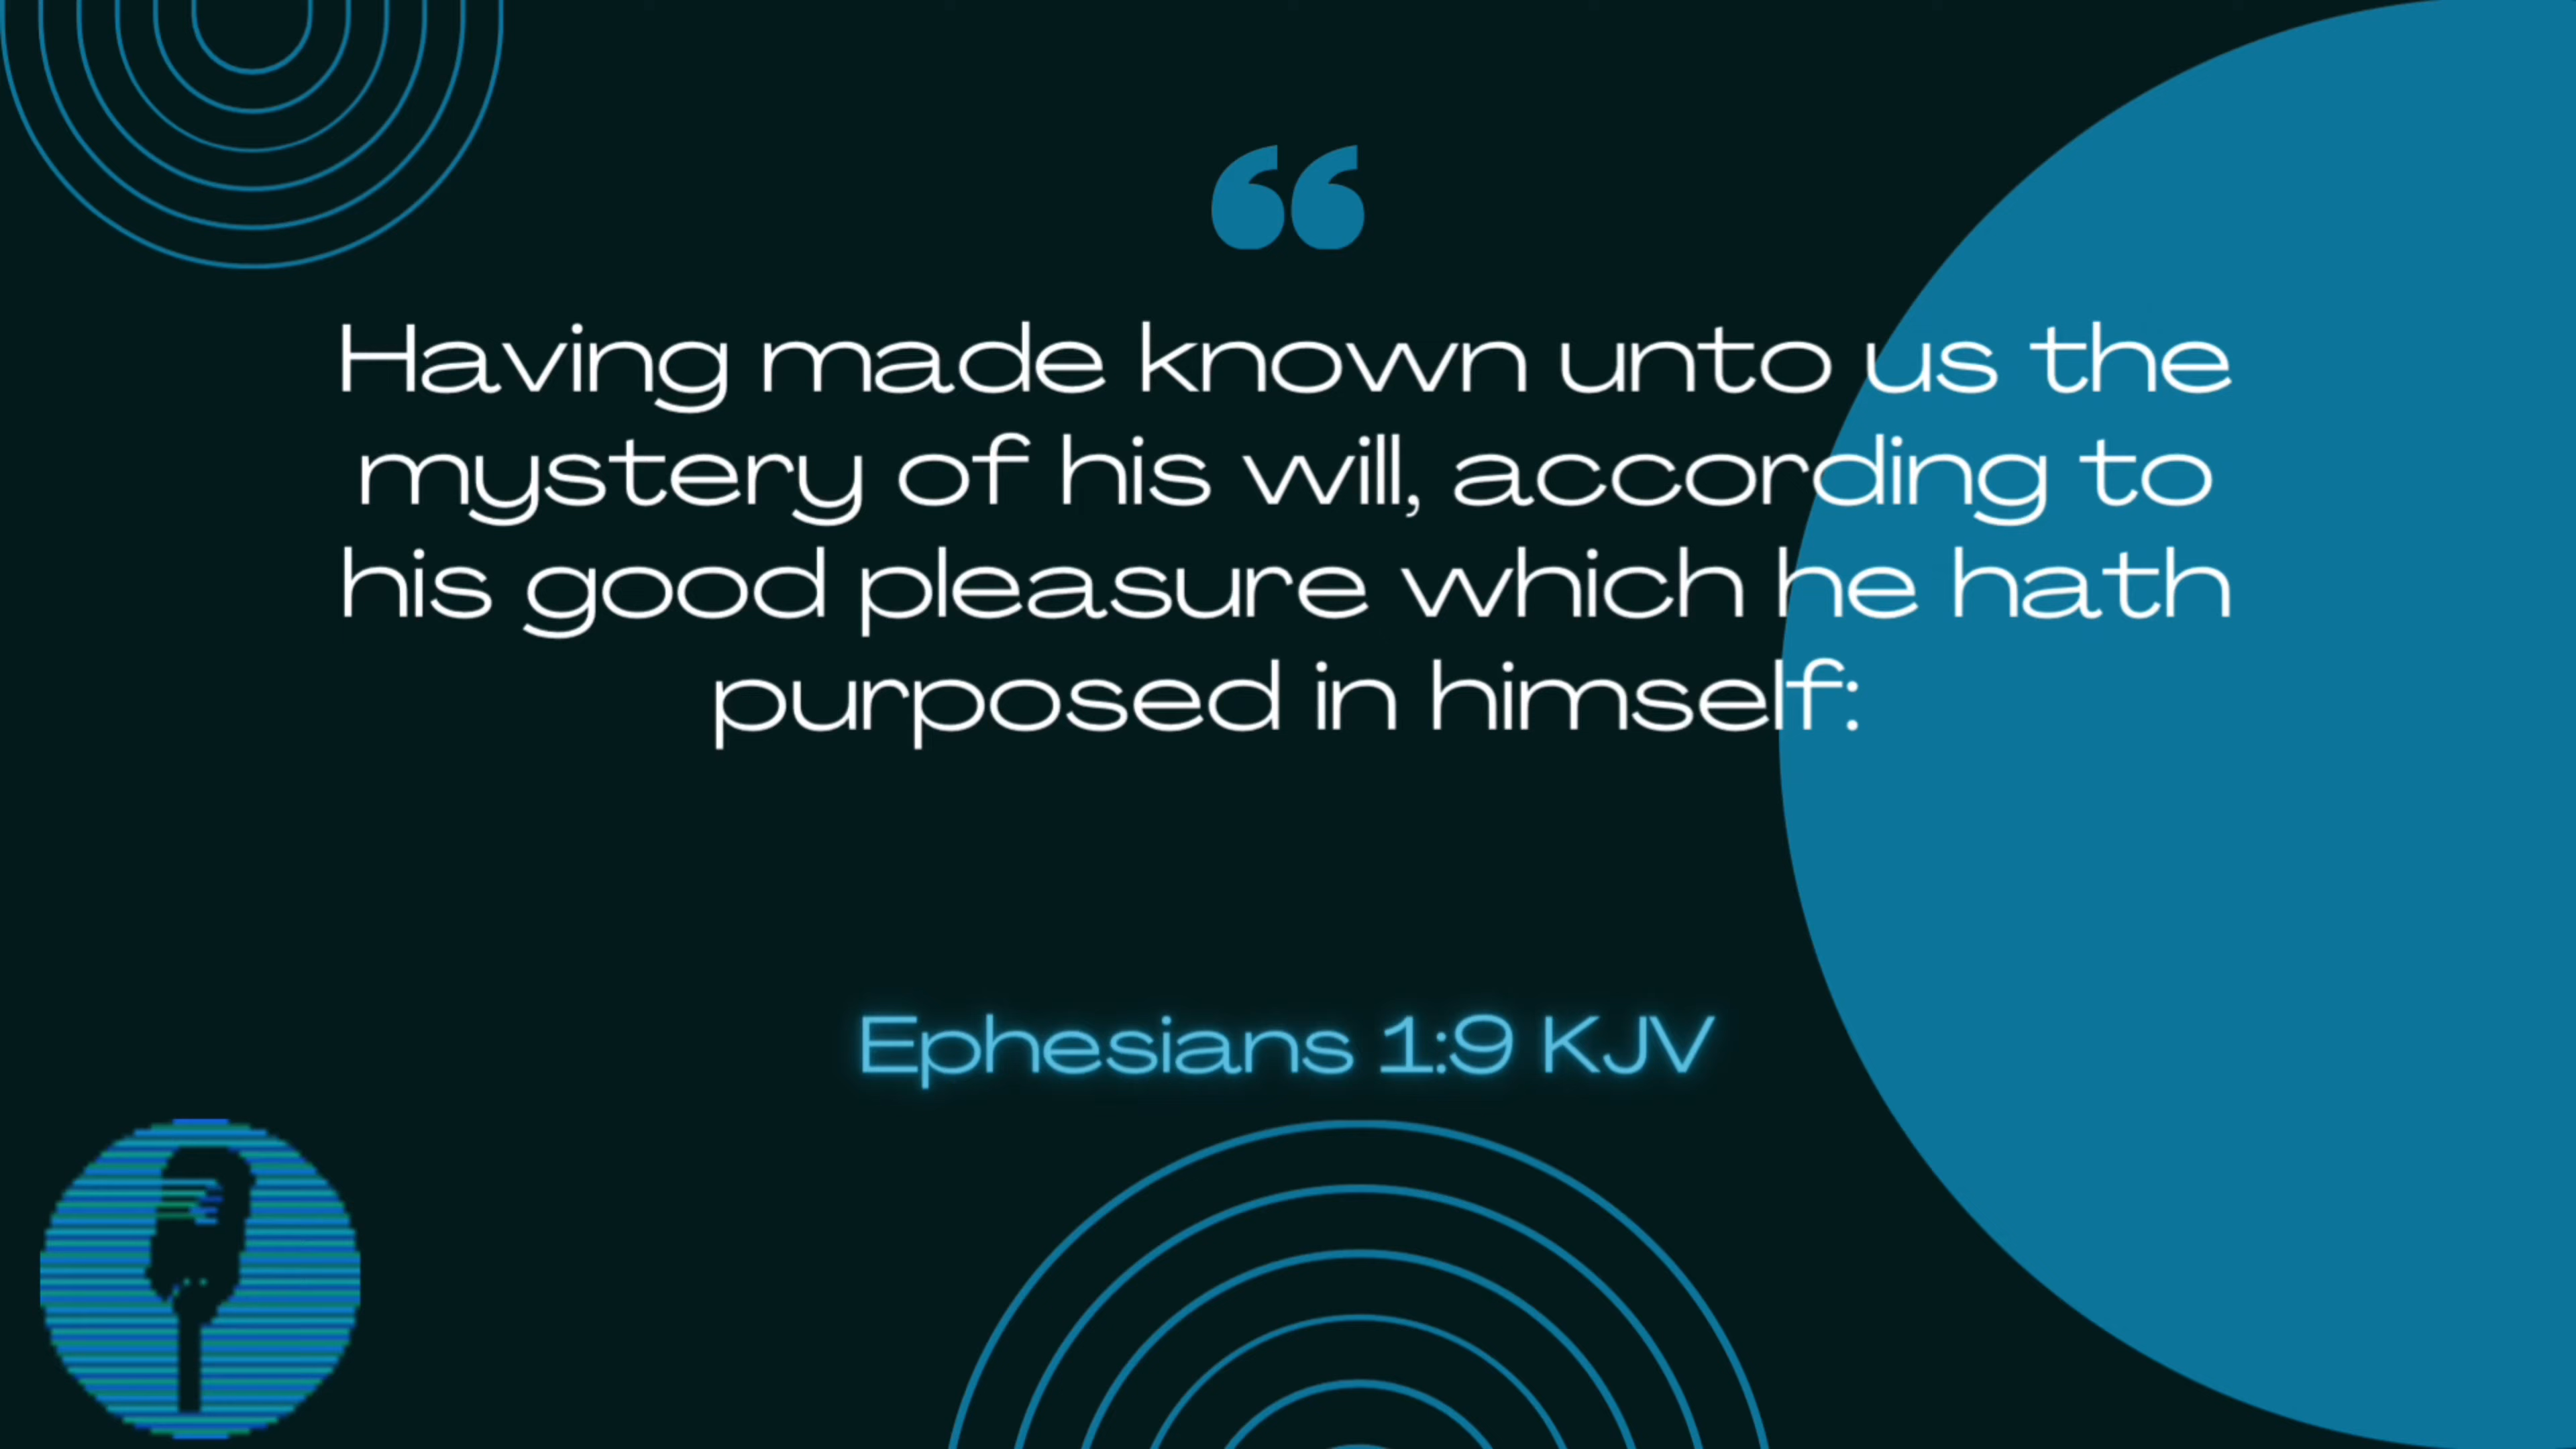 “
Having made known unto us the
mystery of his will, according to
his good pleasure which he hath
purposed in himself:
Ephesians 1:9 KJV